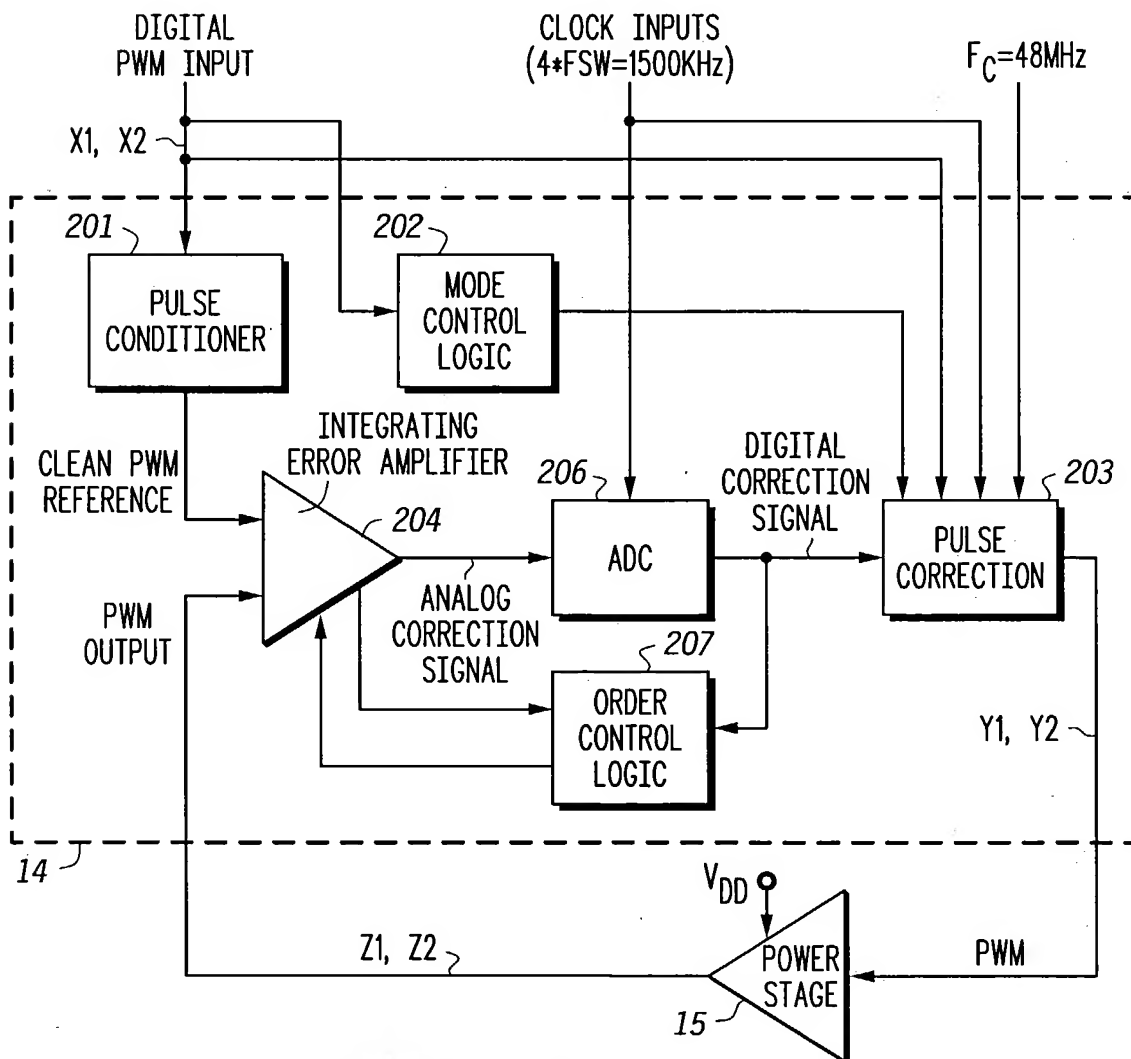 DIGITAL
PWM INPUT
CLOCK INPUTS
(4*FSW=1500KHz)
FC=48MHz
X1, X2
201
PULSE
CONDITIONER
202
MODE
CONTROL
LOGIC
INTEGRATING
ERROR AMPLIFIER
CLEAN PWM
REFERENCE
204
206
ADC
DIGITAL
CORRECTION
SIGNAL
203
PULSE
CORRECTION
PWM
OUTPUT
ANALOG
CORRECTION
SIGNAL
207
ORDER
CONTROL
LOGIC
Y1, Y2
14
VDD
Z1, Z2
POWER
STAGE
PWM
15